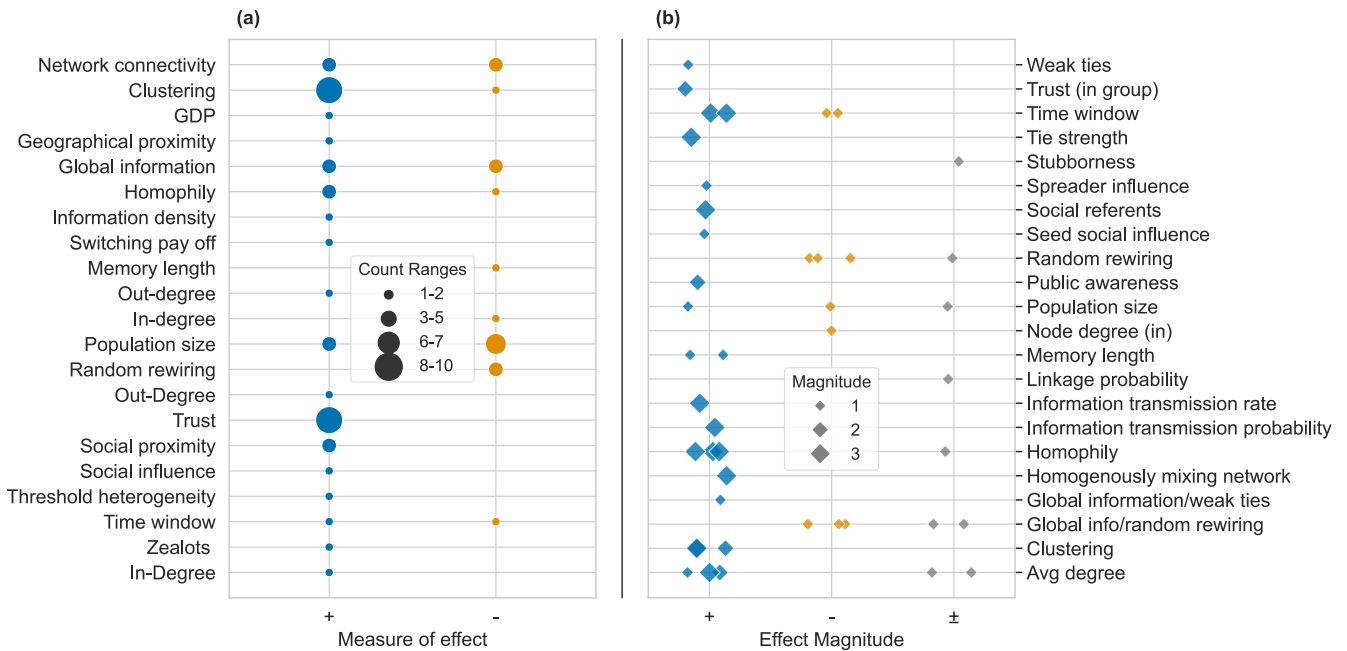 (a)
Network connectivity
Clustering
GDP
Geographical proximity
Global information
Homophily
Information density
Switching pay off
Memory length
Out-degree
In-degree
Population size
Random rewiring
Out-Degree
Trust
Social proximity
Social influence
Threshold heterogeneity
Time window
Zealots
In-Degree
Count Ranges
1-2
3-5
6-7
8-10
+ -
Measure of effect
(b)
Weak ties
Trust (in group)
Time window
Tie strength
Stubborness
Spreader influence
Social referents
Seed social influence
Random rewiring
Public awareness
Population size
Node degree (in)
Memory length
Linkage probability
Information transmission rate
Information transmission probability
Homophily
Homogenously mixing network
Global information/weak ties
Global info/random rewiring
Clustering
Avg degree
Magnitude
1
2
3
+ - ±
Effect Magnitude